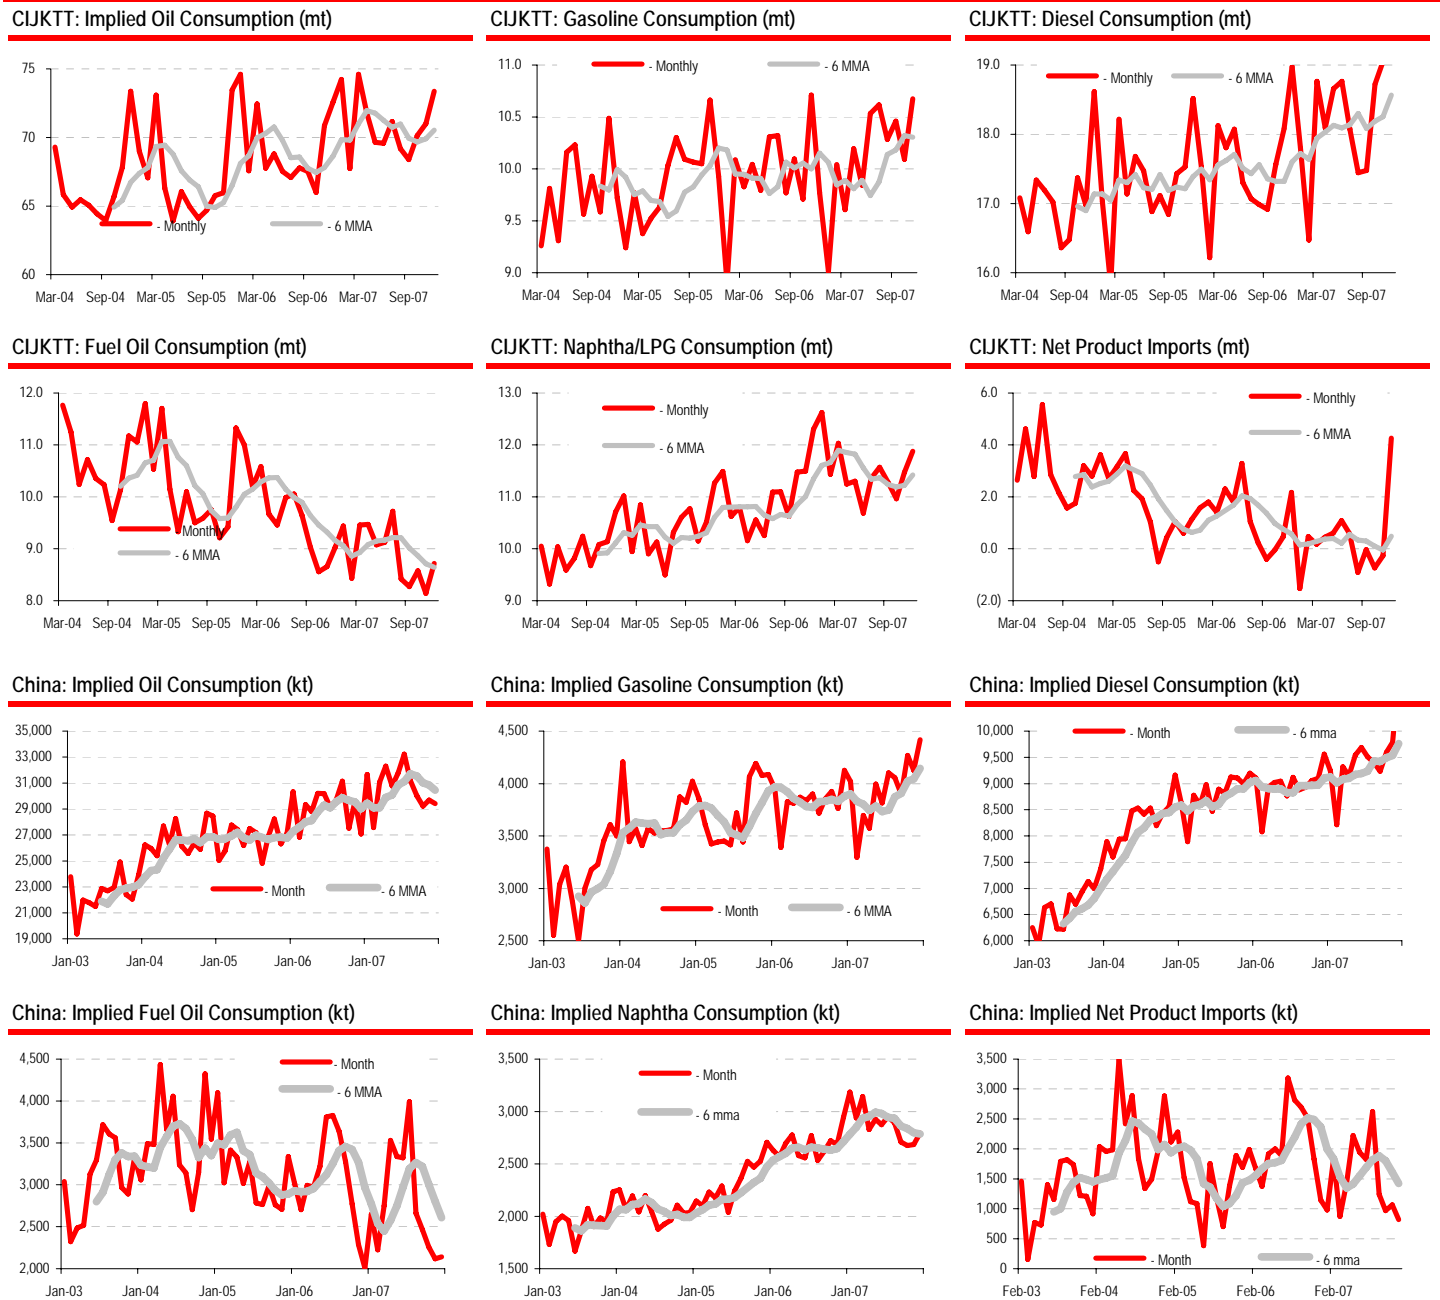 CIJKTT: Implied Oil Consumption (mt)
75
70
65
60
- Monthly
- 6 MMA
Mar-04 Sep-04 Mar-05 Sep-05 Mar-06 Sep-06 Mar-07 Sep-07
CIJKTT: Gasoline Consumption (mt)
11.0
10.5
10.0
9.5
9.0
- Monthly
- 6 MMA
Mar-04 Sep-04 Mar-05 Sep-05 Mar-06 Sep-06 Mar-07 Sep-07
CIJKTT: Diesel Consumption (mt)
19.0
18.0
17.0
16.0
- Monthly
- 6 MMA
Mar-04 Sep-04 Mar-05 Sep-05 Mar-06 Sep-06 Mar-07 Sep-07
CIJKTT: Fuel Oil Consumption (mt)
12.0
11.0
10.0
9.0
8.0
- Monthly
- 6 MMA
Mar-04 Sep-04 Mar-05 Sep-05 Mar-06 Sep-06 Mar-07 Sep-07
CIJKTT: Naphtha/LPG Consumption (mt)
13.0
12.0
11.0
10.0
9.0
- Monthly
- 6 MMA
Mar-04 Sep-04 Mar-05 Sep-05 Mar-06 Sep-06 Mar-07 Sep-07
CIJKTT: Net Product Imports (mt)
6.0
4.0
2.0
0.0
(2.0)
- Monthly
- 6 MMA
Mar-04 Sep-04 Mar-05 Sep-05 Mar-06 Sep-06 Mar-07 Sep-07
China: Implied Oil Consumption (kt)
35,000
33,000
31,000
29,000
27,000
25,000
23,000
21,000
19,000
- Month
- 6 MMA
Jan-03 Jan-04 Jan-05 Jan-06 Jan-07
China: Implied Gasoline Consumption (kt)
4,500
4,000
3,500
3,000
2,500
- Month
- 6 MMA
Jan-03 Jan-04 Jan-05 Jan-06 Jan-07
China: Implied Diesel Consumption (kt)
10,000
9,500
9,000
8,500
8,000
7,500
7,000
6,500
6,000
- Month
- 6 mma
Jan-03 Jan-04 Jan-05 Jan-06 Jan-07
China: Implied Fuel Oil Consumption (kt)
4,500
4,000
3,500
3,000
2,500
2,000
- Month
- 6 MMA
Jan-03 Jan-04 Jan-05 Jan-06 Jan-07
China: Implied Naphtha Consumption (kt)
3,500
3,000
2,500
2,000
1,500
- Month
- 6 mma
Jan-03 Jan-04 Jan-05 Jan-06 Jan-07
China: Implied Net Product Imports (kt)
3,500
3,000
2,500
2,000
1,500
1,000
500
0
- Month
- 6 mma
Feb-03 Feb-04 Feb-05 Feb-06 Feb-07